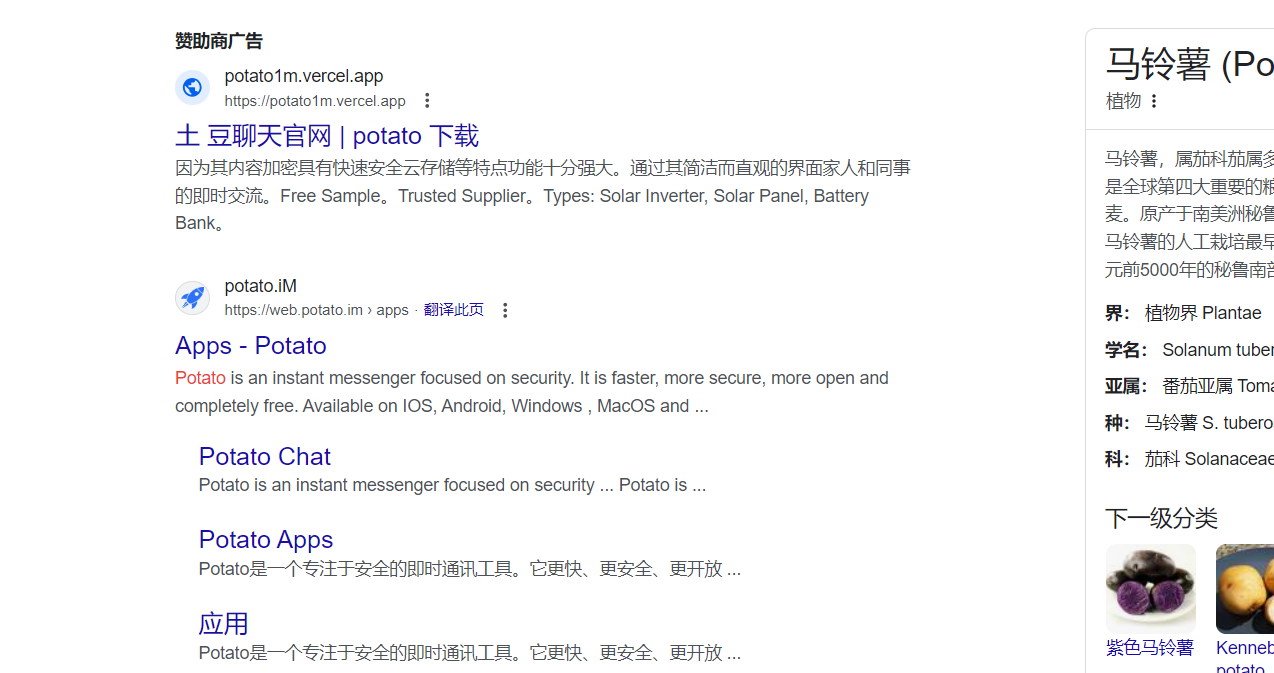 赞助商广告
potato1m.vercel.app
https://potato1m.vercel.app
土 豆聊天官网 | potato 下载
因为其内容加密具有快速安全云存储等特点功能十分强大。通过其简洁而直观的界面家人和同事
的即时交流。Free Sample。Trusted Supplier。Types: Solar Inverter, Solar Panel, Battery
Bank。
potato.iM
https://web.potato.im › apps · 翻译此页
Apps - Potato
Potato is an instant messenger focused on security. It is faster, more secure, more open and
completely free. Available on IOS, Android, Windows , MacOS and ...
Potato Chat
Potato is an instant messenger focused on security ... Potato is ...
Potato Apps
Potato是一个专注于安全的即时通讯工具。它更快、更安全、更开放 ...
应用
Potato是一个专注于安全的即时通讯工具。它更快、更安全、更开放 ...
马铃薯 (Po
植物
马铃薯，属茄科茄属多
是全球第四大重要的粮
麦。原产于南美洲秘鲁
马铃薯的人工栽培最早
元前5000年的秘鲁南部
界： 植物界 Plantae
学名： Solanum tuber
亚属： 番茄亚属 Toma
种： 马铃薯 S. tubero
科： 茄科 Solanaceae
下一级分类
紫色马铃薯
Kenneb
potato